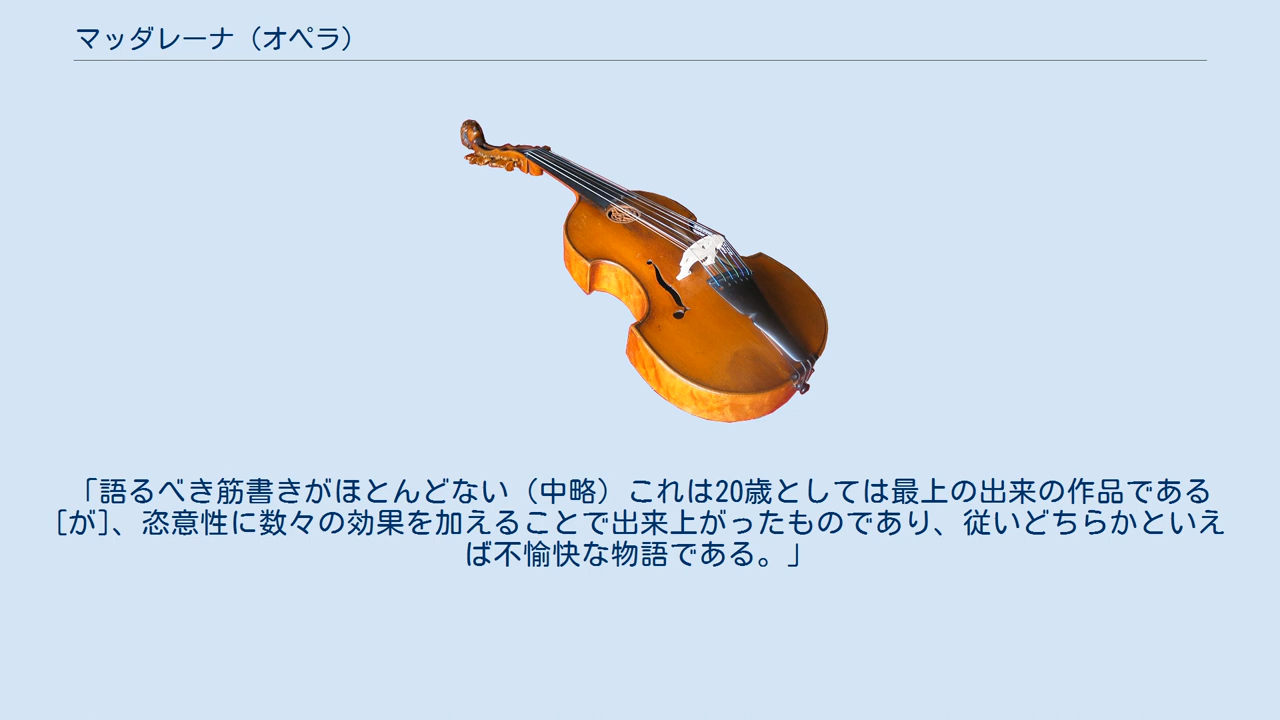 マッダレーナ（オペラ）
「語るべき筋書きがほとんどない（中略）これは20歳としては最上の出来の作品である
[が]、恣意性に数々の効果を加えることで出来上がったものであり、従いどちらかといえ
ば不愉快な物語である。」